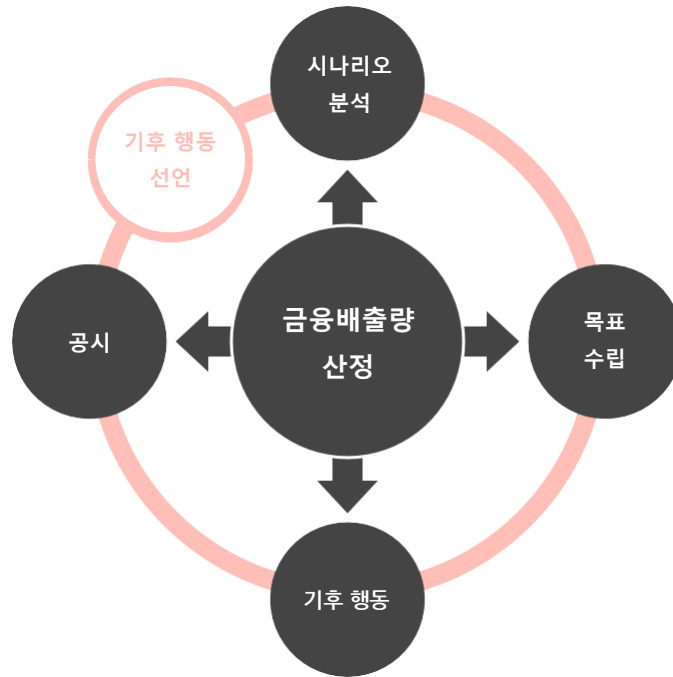 시나리오
분석
기후 행동
선언
금융배출량
산정
목표
수립
공시
기후 행동